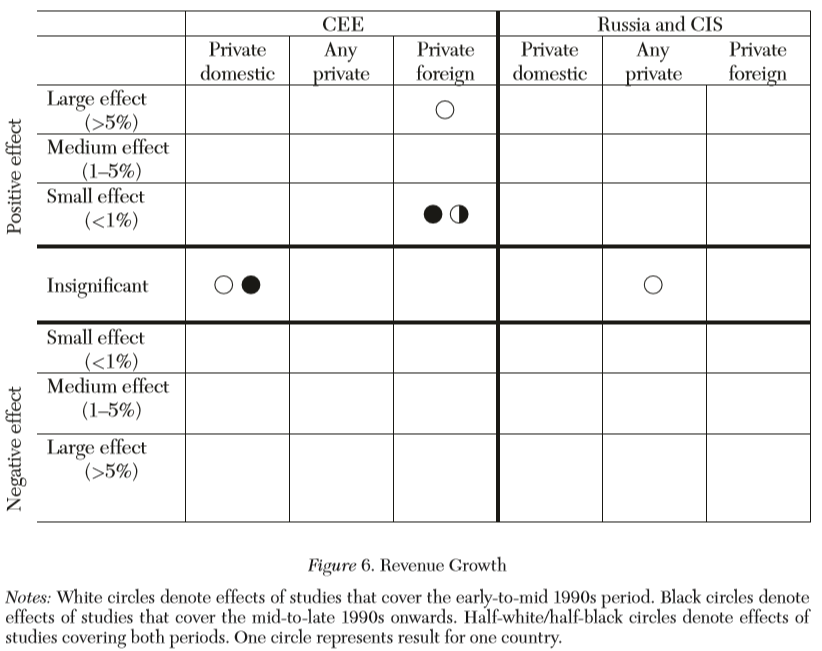 CEE Russia and CIS
Private domestic Any private Private foreign Private domestic Any private Private foreign
Positive effect
Large effect (>5%)
Medium effect (1–5%)
Small effect (<1%)
Insignificant
Negative effect
Small effect (<1%)
Medium effect (1–5%)
Large effect (>5%)
Figure 6. Revenue Growth
Notes: White circles denote effects of studies that cover the early-to-mid 1990s period. Black circles denote
effects of studies that cover the mid-to-late 1990s onwards. Half-white/half-black circles denote effects of
studies covering both periods. One circle represents result for one country.